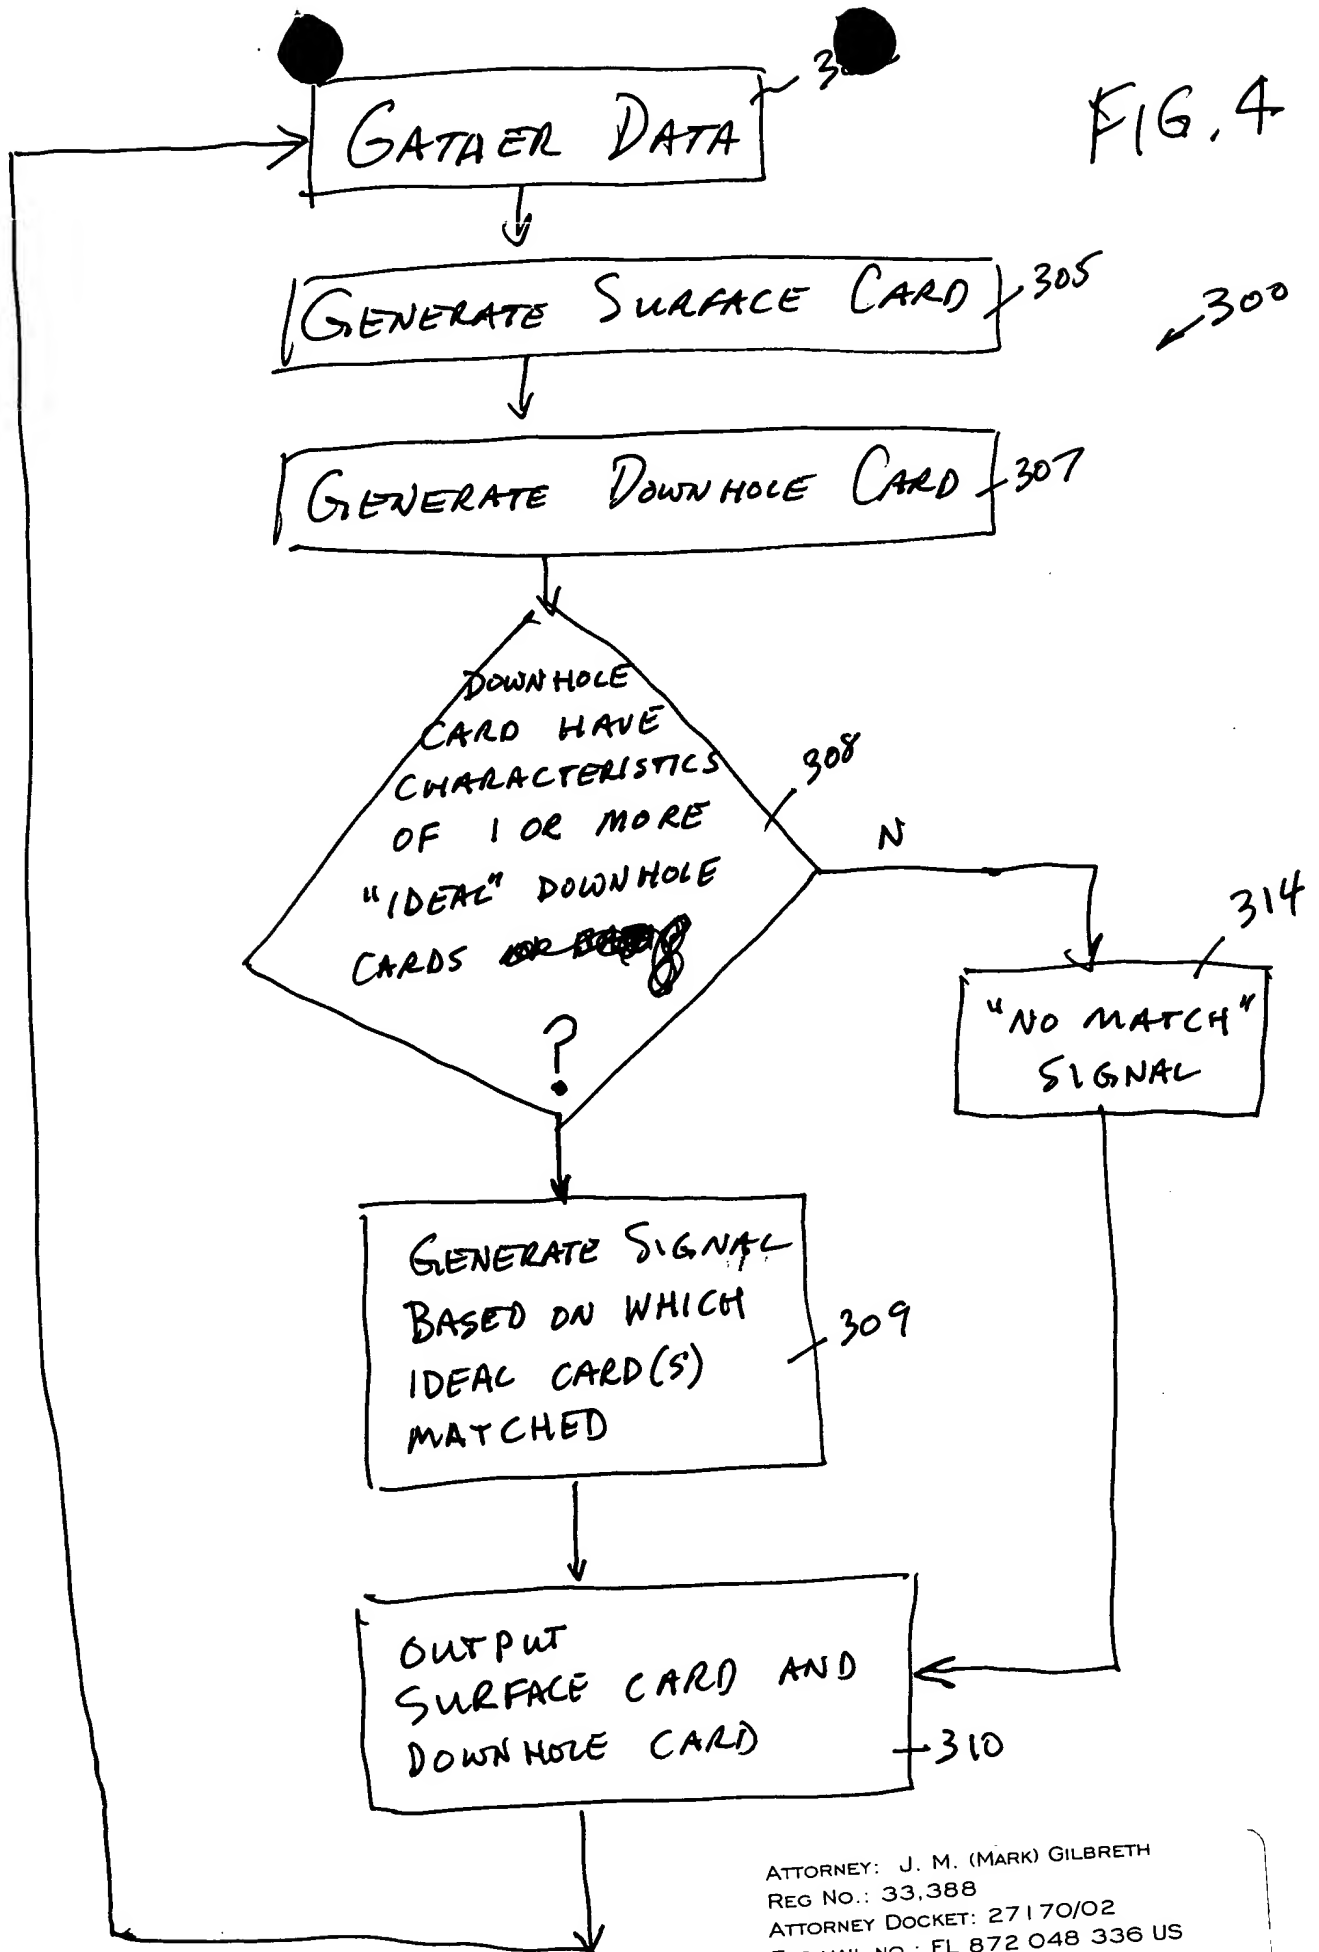 FIG. 4
GATHER DATA
GENERATE SURFACE CARD
305
300
GENERATE DOWNHOLE CARD
307
DOWNHOLE
CARD HAVE
CHARACTERISTICS
OF 1 OR MORE
"IDEAL" DOWNHOLE
CARDS
?
308
N
314
"NO MATCH"
SIGNAL
GENERATE SIGNAL
BASED ON WHICH
IDEAL CARD(S)
MATCHED
309
OUTPUT
SURFACE CARD AND
DOWNHOLE CARD
310
ATTORNEY: J. M. (MARK) GILBRETH
REG NO.: 33,388
ATTORNEY DOCKET: 27170/02
NO.: FL 872 048 336 US